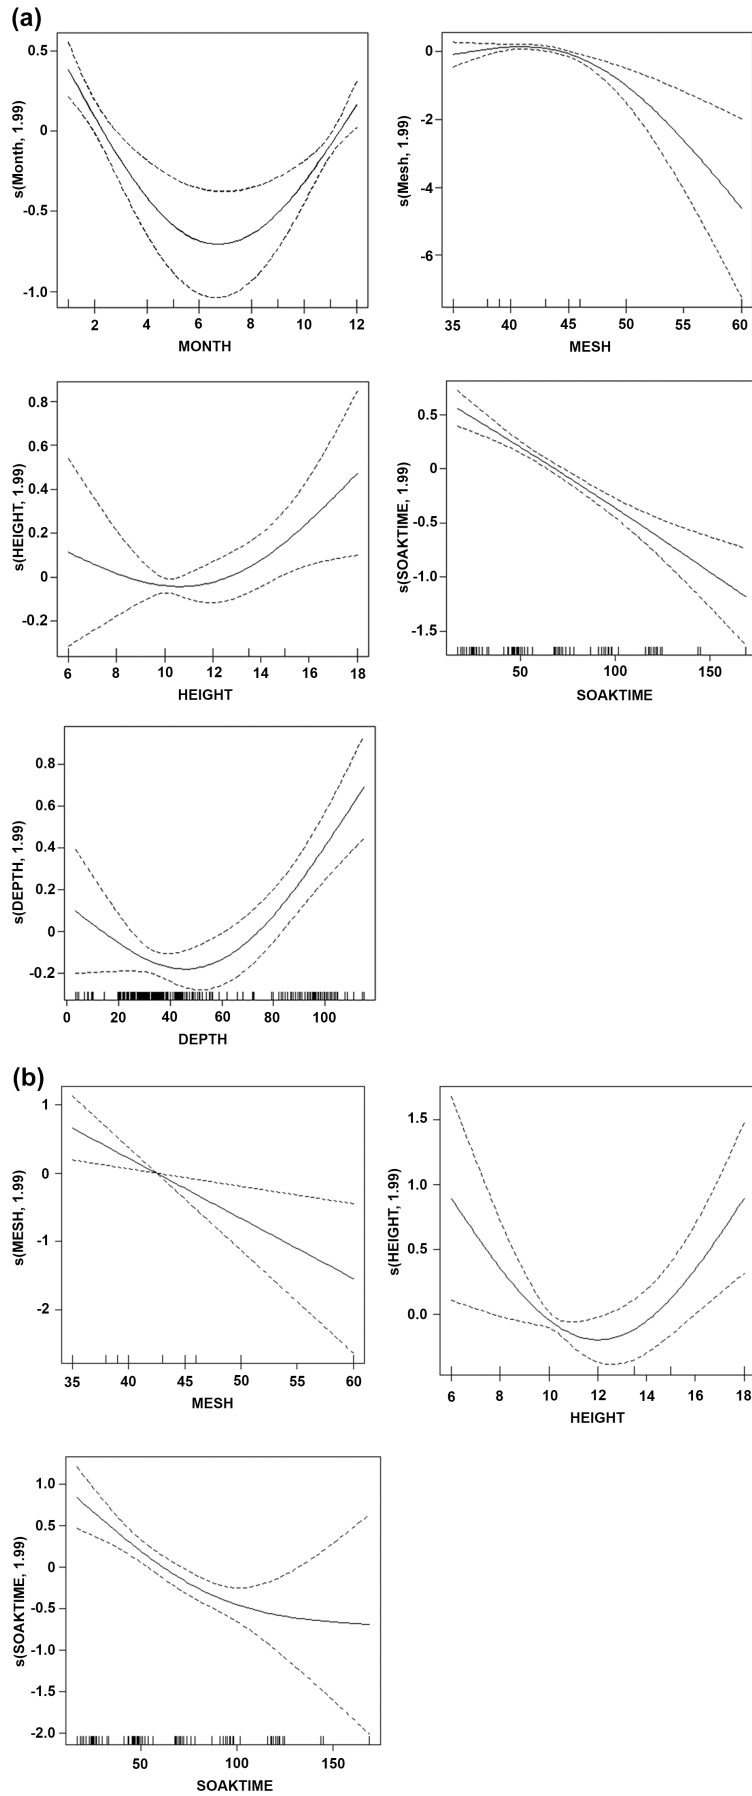 (a)
s(Month, 1.99)
0.5
0
-0.5
-1.0
2 4 6 8 10 12
MONTH
s(Mesh, 1.99)
0
-2
-4
-6
35 40 45 50 55 60
MESH
s(HEIGHT, 1.99)
0.8
0.6
0.4
0.2
0
-0.2
6 8 10 12 14 16 18
HEIGHT
s(SOAKTIME, 1.99)
0.5
0
-0.5
-1.0
-1.5
50 100 150
SOAKTIME
s(DEPTH, 1.99)
0.8
0.6
0.4
0.2
0
-0.2
0 20 40 60 80 100
DEPTH
(b)
s(MESH, 1.99)
1
0
-1
-2
35 40 45 50 55 60
MESH
s(HEIGHT, 1.99)
1.5
1.0
0.5
0.0
6 8 10 12 14 16 18
HEIGHT
s(SOAKTIME, 1.99)
1.0
0.5
0
-0.5
-1.0
-1.5
-2.0
50 100 150
SOAKTIME